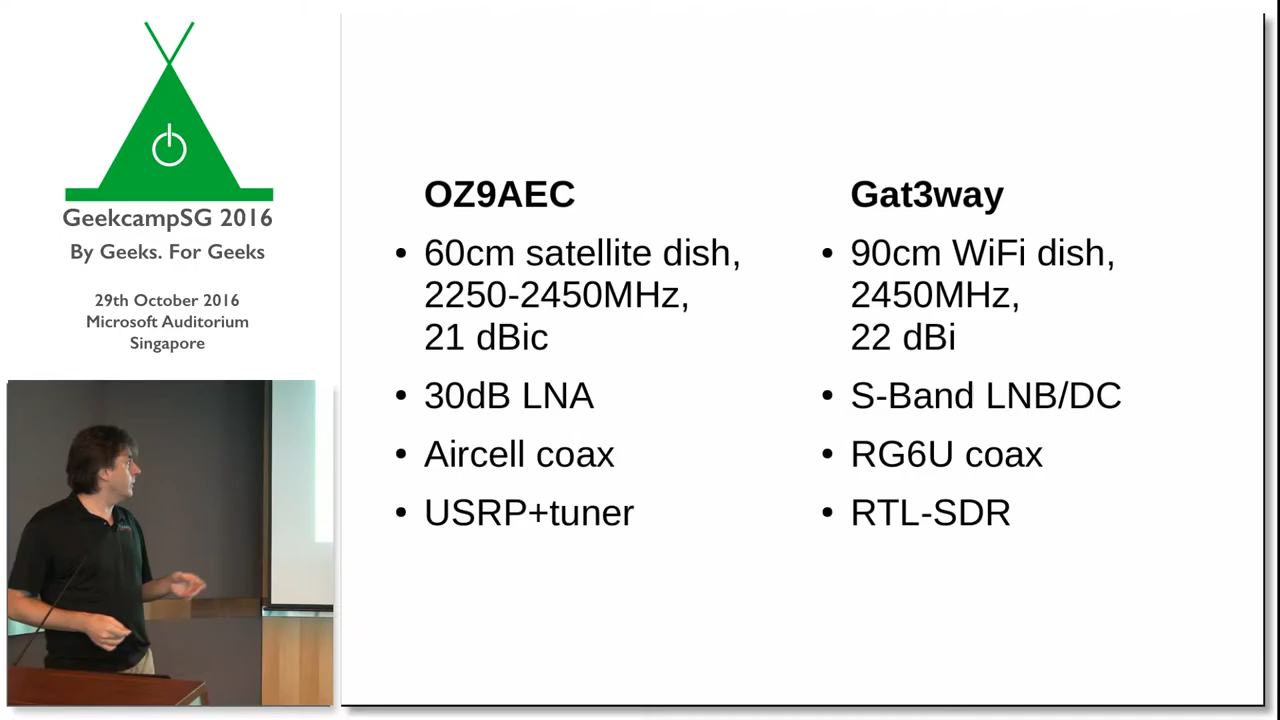 GeekcampSG 2016
By Geeks. For Geeks
29th October 2016
Microsoft Auditorium
Singapore
OZ9AEC
• 60cm satellite dish,
2250-2450MHz,
21 dBic
• 30dB LNA
• Aircell coax
• USRP+tuner
Gat3way
• 90cm WiFi dish,
2450MHz,
22 dBi
• S-Band LNB/DC
• RG6U coax
• RTL-SDR